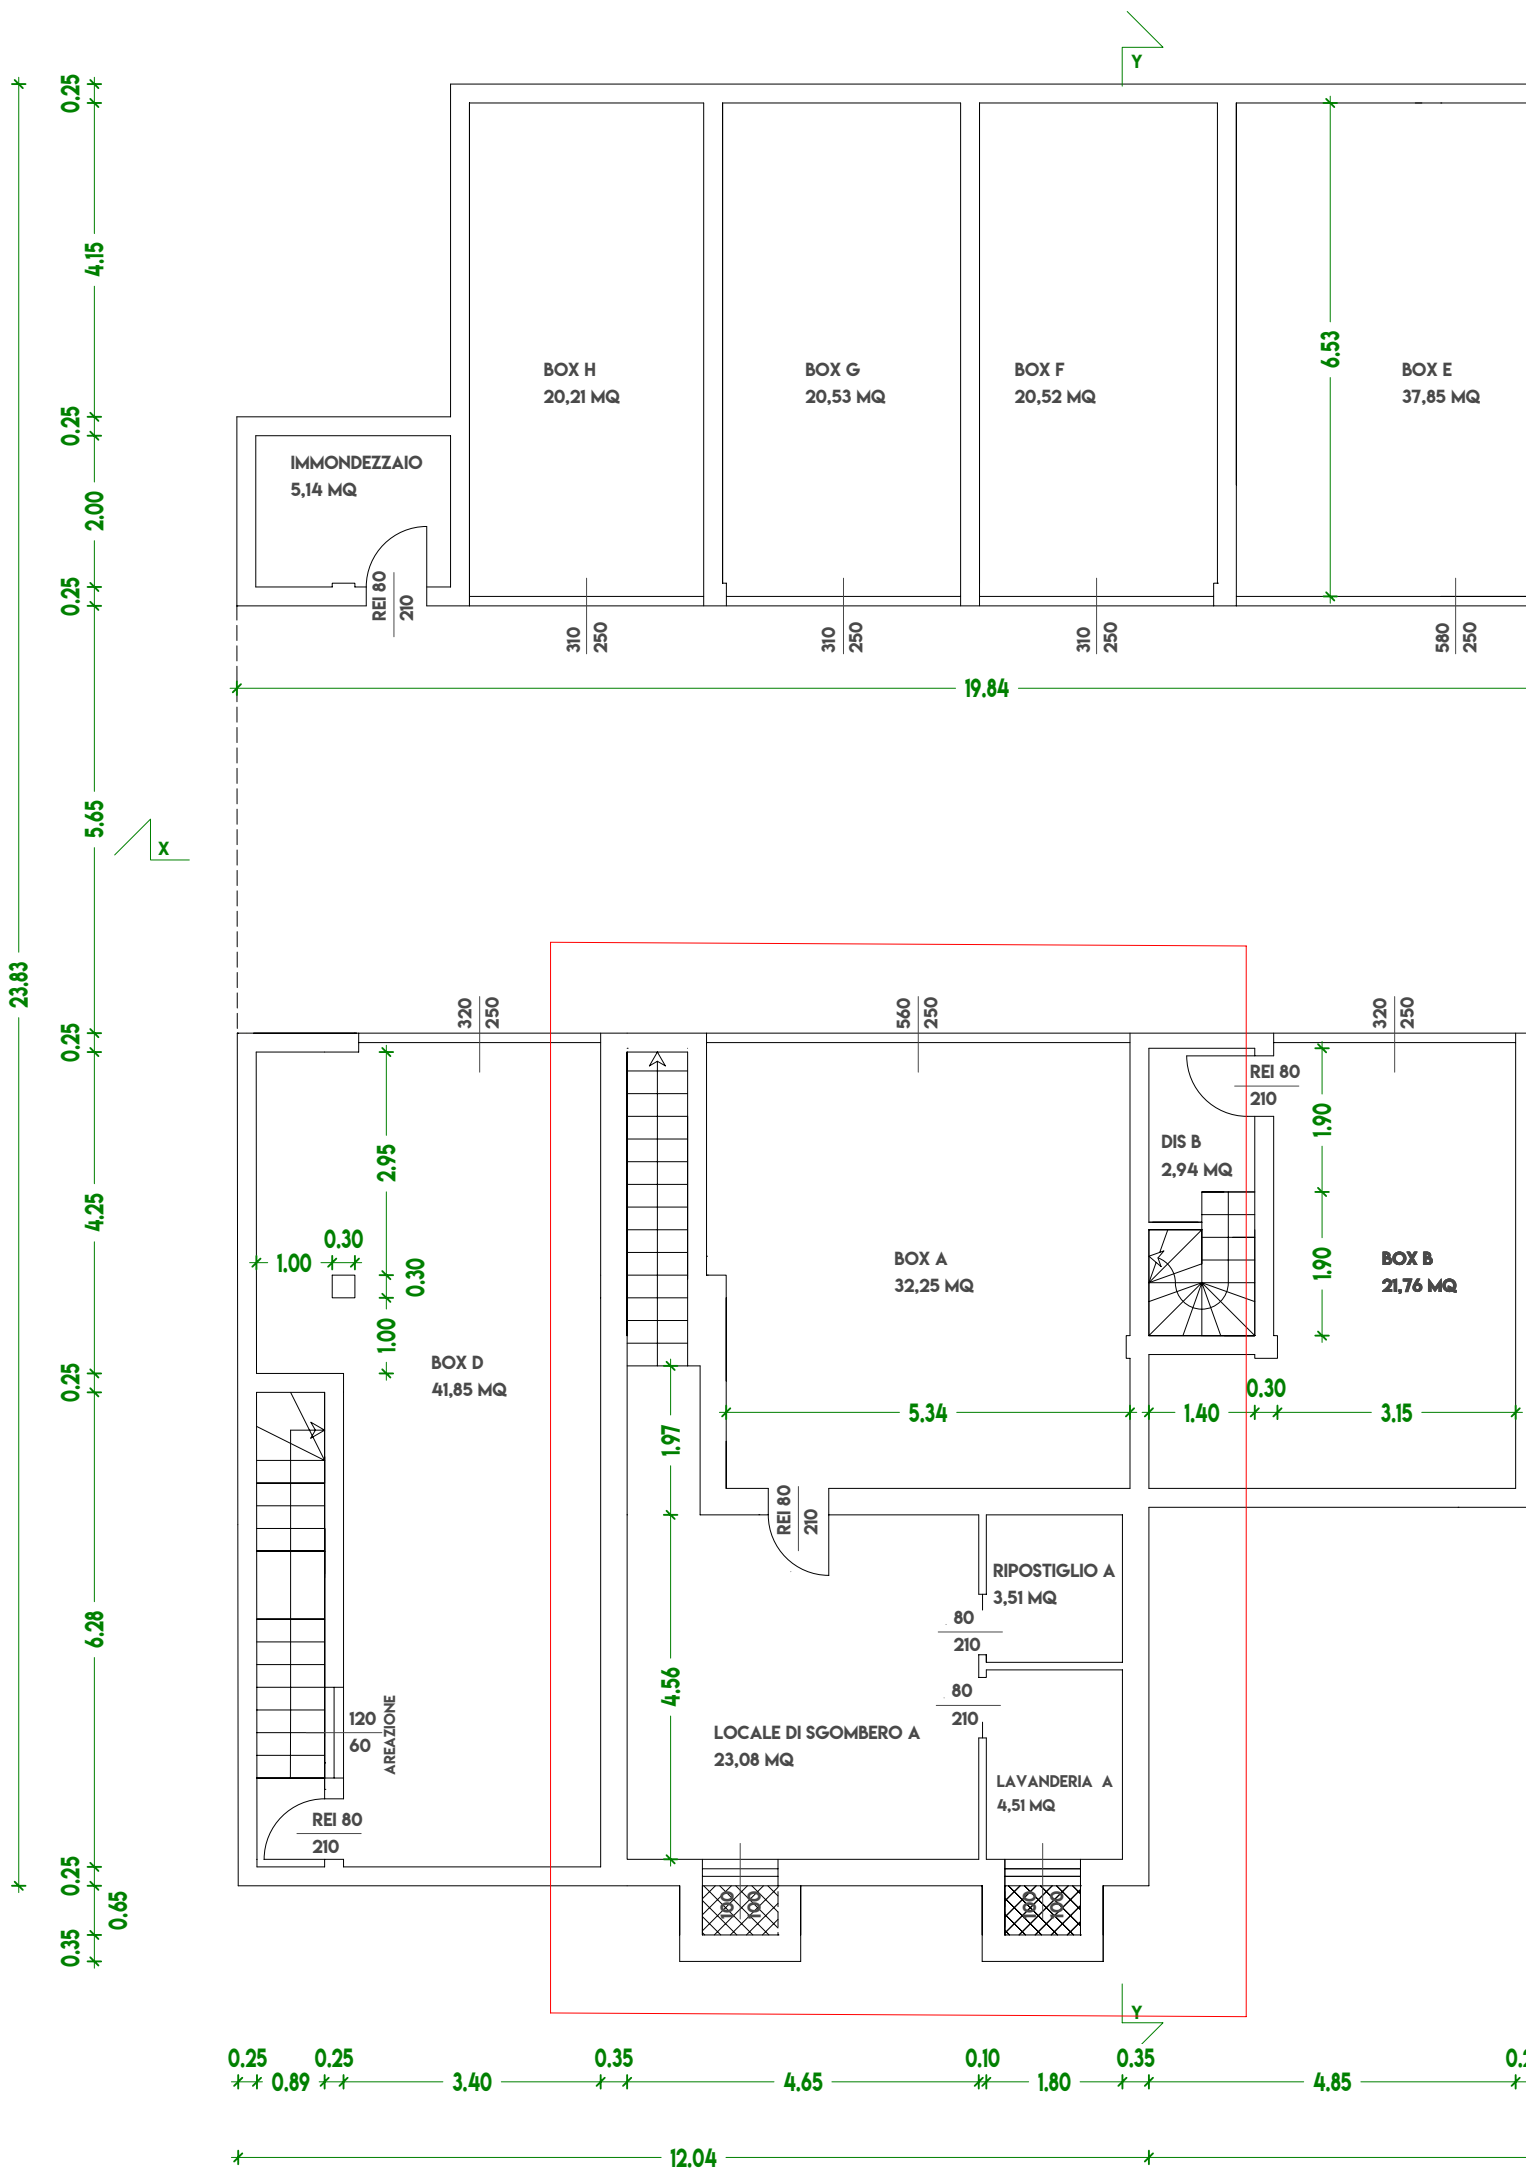 Y
0.25
4.15
0.25
2.00
0.25
5.65
23.83
0.25
4.25
0.25
6.28
0.25
0.65
0.35
BOX H
20,21 MQ
BOX G
20,53 MQ
BOX F
20,52 MQ
BOX E
37,85 MQ
6.53
IMMONDEZZAIO
5,14 MQ
REI 80
210
310
250
310
250
310
250
580
250
19.84
X
320
250
560
250
320
250
REI 80
210
2.95
1.90
DIS B
2,94 MQ
0.30
1.00
0.30
1.00
BOX A
32,25 MQ
1.90
BOX B
21,76 MQ
BOX D
41,85 MQ
0.30
5.34
1.40
3.15
1.97
REI 80
210
RIPOSTIGLIO A
3,51 MQ
80
210
4.56
80
210
LOCALE DI SGOMBERO A
23,08 MQ
120
60
AREAZIONE
LAVANDERIA A
4,51 MQ
REI 80
210
100
100
Y
0.25
0.25
0.35
0.10
0.35
0.89
3.40
4.65
1.80
4.85
12.04